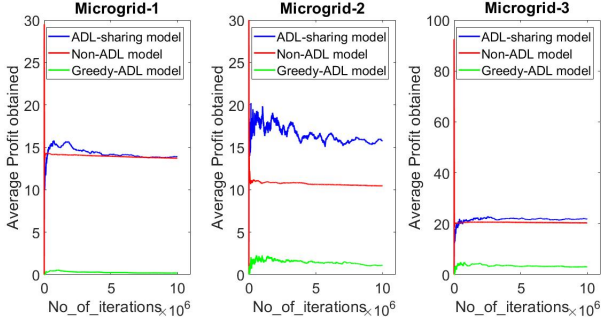 Microgrid-1
Average Profit obtained
30
25
20
15
10
5
0
ADL-sharing model
Non-ADL model
Greedy-ADL model
0 5 10
No_of_iterations ×10^6
Microgrid-2
Average Profit obtained
30
25
20
15
10
5
0
ADL-sharing model
Non-ADL model
Greedy-ADL model
0 5 10
No_of_iterations ×10^6
Microgrid-3
Average Profit obtained
100
80
60
40
20
0
ADL-sharing model
Non-ADL model
Greedy-ADL model
0 5 10
No_of_iterations ×10^6